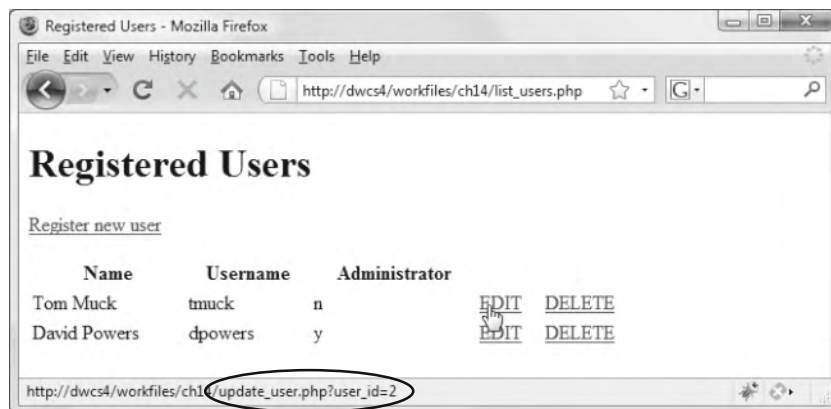 Registered Users - Mozilla Firefox
File Edit View History Bookmarks Tools Help
http://dwcs4/workfiles/ch14/list_users.php G
Registered Users
Register new user
Name Username Administrator
Tom Muck tmuck n EDIT DELETE
David Powers dpowers y EDIT DELETE
http://dwcs4/workfiles/ch14/update_user.php?user_id=2